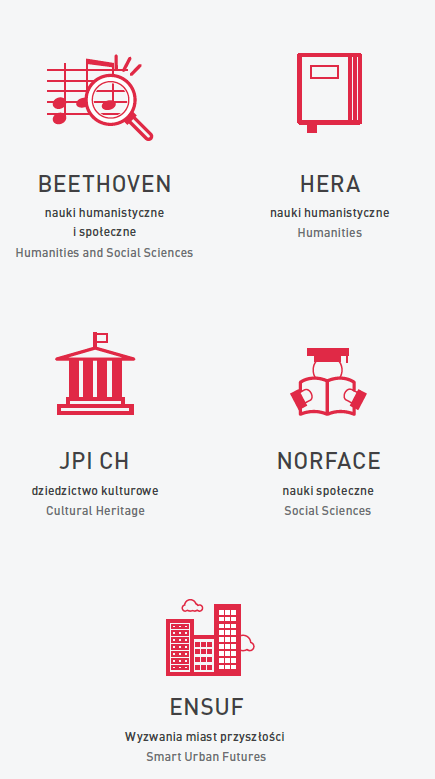 BEETHOVEN
nauki humanistyczne
i społeczne
Humanities and Social Sciences
HERA
nauki humanistyczne
Humanities
JPI CH
dziedzictwo kulturowe
Cultural Heritage
NORFACE
nauki społeczne
Social Sciences
ENSUF
Wyzwania miast przyszłości
Smart Urban Futures